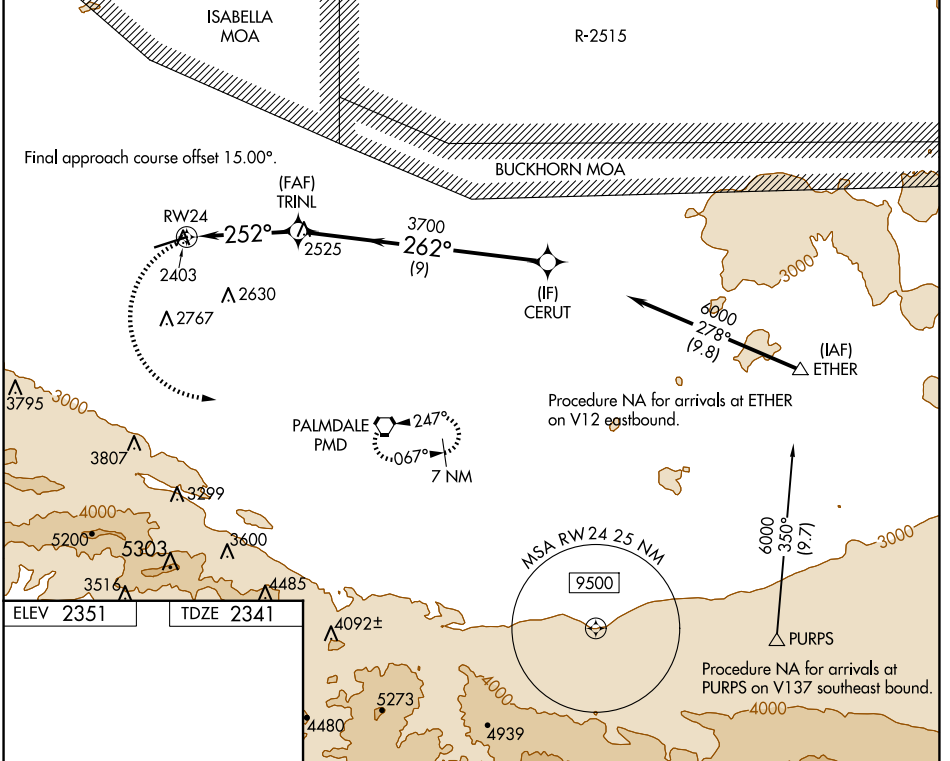 ISABELLA
MOA
R-2515
BUCKHORN MOA
Final approach course offset 15.00°.
(FAF)
TRINL
RW24
252°
2525
3700
262°
(9)
2403
(IF)
CERUT
2630
2767
3000
6000
278°
(9.8)
(IAF)
ETHER
Procedure NA for arrivals at ETHER
on V12 eastbound.
3000
3795
PALMDALE
PMD
247°
067°
7 NM
3807
3299
4000
5200
5303
3600
3516
4485
MSA RW24 25 NM
9500
6000
350°
(9.7)
3000
ELEV 2351
TDZE 2341
4092±
PURPS
Procedure NA for arrivals at
PURPS on V137 southeast bound.
4000
5273
4000
4480
4939